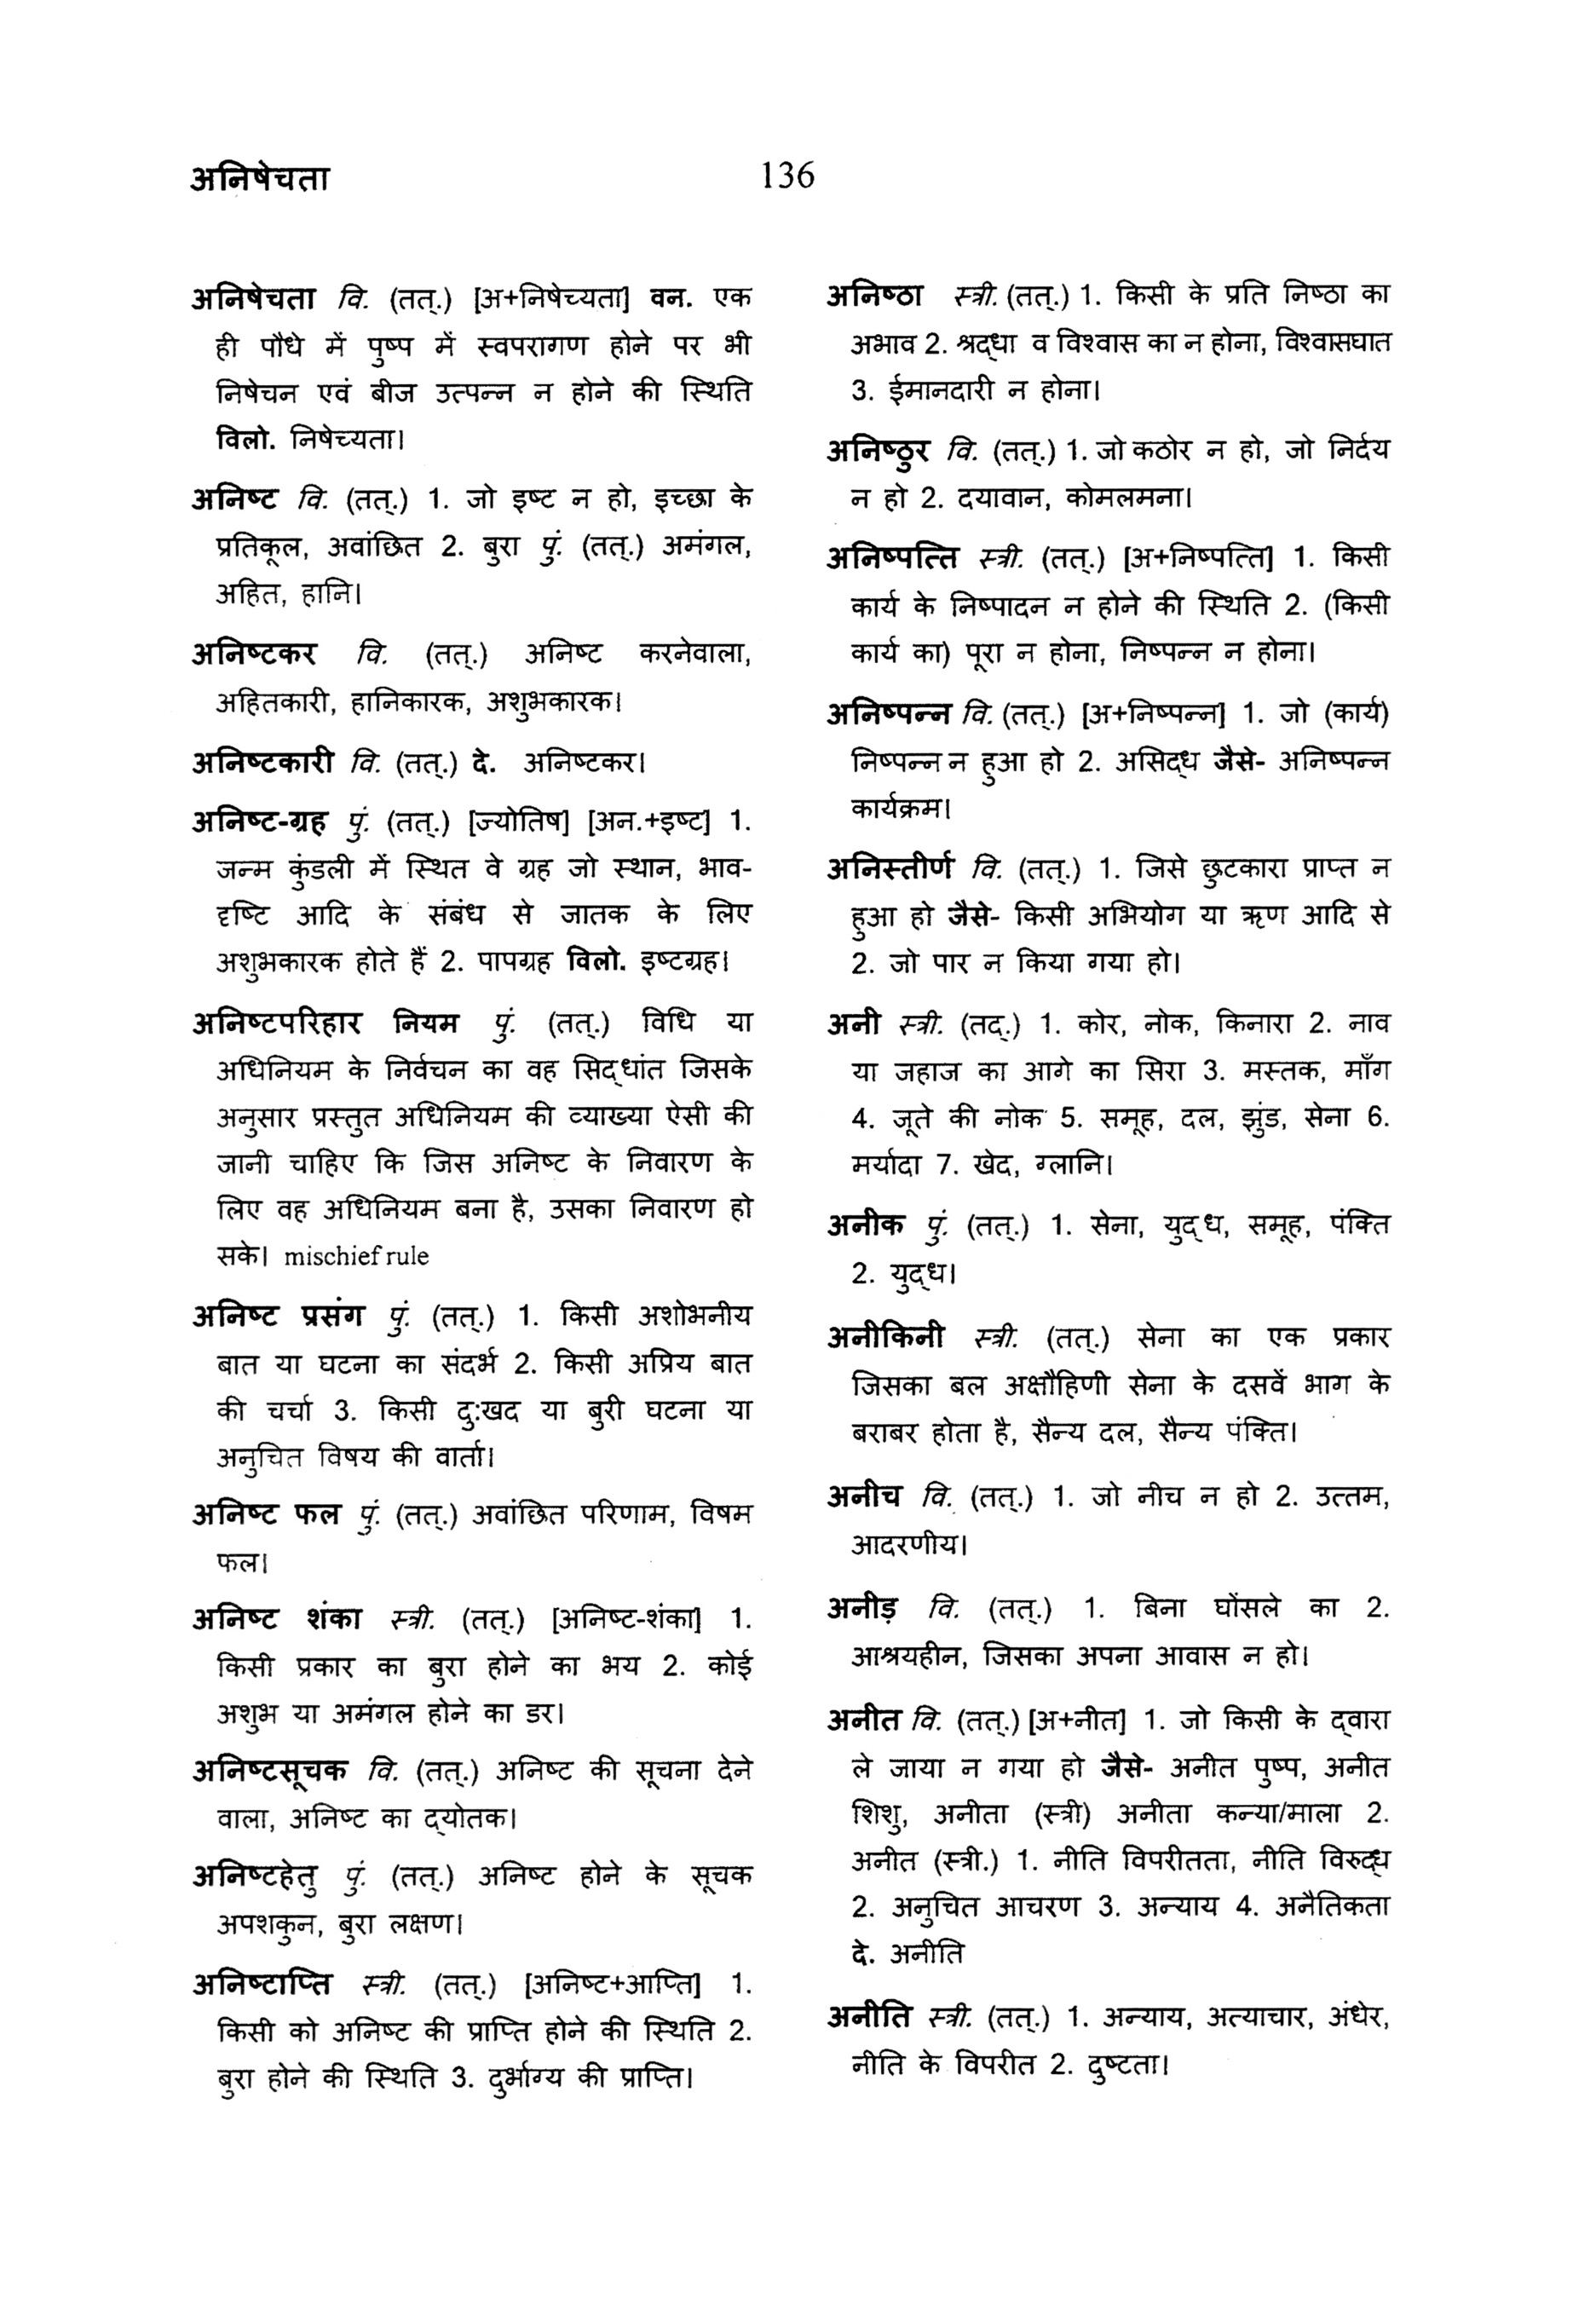 अनिषेचता
136
अनिषेचता वि. (तत्.) [अ+निषेच्यता] वन. एक
ही पौधे में पुष्प में स्वपरागण होने पर भी
निषेचन एवं बीज उत्पन्न न होने की स्थिति
विलो. निषेच्यता।
अनिष्ट वि. (तत्.) 1. जो इष्ट न हो, इच्छा के
प्रतिकूल, अवांछित 2. बुरा पुं. (तत्.) अमंगल,
अहित, हानि।
अनिष्टकर वि. (तत्.) अनिष्ट करनेवाला,
अहितकारी, हानिकारक, अशुभकारक।
अनिष्टकारी वि. (तत्.) दे. अनिष्टकर।
अनिष्ट-ग्रह पुं. (तत्.) [ज्योतिष] [अन.+इष्ट] 1.
जन्म कुंडली में स्थित वे ग्रह जो स्थान, भाव-
दृष्टि आदि के संबंध से जातक के लिए
अशुभकारक होते हैं 2. पापग्रह विलो. इष्टग्रह।
अनिष्टपरिहार नियम पुं. (तत्.) विधि या
अधिनियम के निर्वचन का वह सिद्धांत जिसके
अनुसार प्रस्तुत अधिनियम की व्याख्या ऐसी की
जानी चाहिए कि जिस अनिष्ट के निवारण के
लिए वह अधिनियम बना है, उसका निवारण हो
सके। mischief rule
अनिष्ट प्रसंग पुं. (तत्.) 1. किसी अशोभनीय
बात या घटना का संदर्भ 2. किसी अप्रिय बात
की चर्चा 3. किसी दु:खद या बुरी घटना या
अनुचित विषय की वार्ता।
अनिष्ट फल पुं. (तत्.) अवांछित परिणाम, विषम
फल।
अनिष्ट शंका स्त्री. (तत्.) [अनिष्ट-शंका] 1.
किसी प्रकार का बुरा होने का भय 2. कोई
अशुभ या अमंगल होने का डर।
अनिष्टसूचक वि. (तत्.) अनिष्ट की सूचना देने
वाला, अनिष्ट का द्योतक।
अनिष्टहेतु पुं. (तत्.) अनिष्ट होने के सूचक
अपशकुन, बुरा लक्षण।
अनिष्टाप्ति स्त्री. (तत्.) [अनिष्ट+आप्ति] 1.
किसी को अनिष्ट की प्राप्ति होने की स्थिति 2.
बुरा होने की स्थिति 3. दुर्भाग्य की प्राप्ति।
अनिष्ठा स्त्री. (तत्.) 1. किसी के प्रति निष्ठा का
अभाव 2. श्रद्धा व विश्वास का न होना, विश्वासघात
3. ईमानदारी न होना।
अनिष्ठुर वि. (तत्.) 1. जो कठोर न हो, जो निर्दय
न हो 2. दयावान, कोमलमना।
अनिष्पत्ति स्त्री. (तत्.) [अ+निष्पत्ति] 1. किसी
कार्य के निष्पादन न होने की स्थिति 2. (किसी
कार्य का) पूरा न होना, निष्पन्न न होना।
अनिष्पन्न वि. (तत्.) [अ+निष्पन्न] 1. जो (कार्य)
निष्पन्न न हुआ हो 2. असिद्ध जैसे- अनिष्पन्न
कार्यक्रम।
अनिस्तीर्ण वि. (तत्.) 1. जिसे छुटकारा प्राप्त न
हुआ हो जैसे- किसी अभियोग या ऋण आदि से
2. जो पार न किया गया हो।
अनी स्त्री. (तद्.) 1. कोर, नोक, किनारा 2. नाव
या जहाज का आगे का सिरा 3. मस्तक, माँग
4. जूते की नोक 5. समूह, दल, झुंड, सेना 6.
मर्यादा 7. खेद, ग्लानि।
अनीक पुं. (तत्.) 1. सेना, युद्ध, समूह, पंक्ति
2. युद्ध।
अनीकिनी स्त्री. (तत्.) सेना का एक प्रकार
जिसका बल अक्षौहिणी सेना के दसवें भाग के
बराबर होता है, सैन्य दल, सैन्य पंक्ति।
अनीच वि. (तत्.) 1. जो नीच न हो 2. उत्तम,
आदरणीय।
अनीड़ वि. (तत्.) 1. बिना घोंसले का 2.
आश्रयहीन, जिसका अपना आवास न हो।
अनीत वि. (तत्.) [अ+नीत] 1. जो किसी के द्वारा
ले जाया न गया हो जैसे- अनीत पुष्प, अनीत
शिशु, अनीता (स्त्री) अनीता कन्या/माला 2.
अनीत (स्त्री.) 1. नीति विपरीतता, नीति विरुद्ध
2. अनुचित आचरण 3. अन्याय 4. अनैतिकता
दे. अनीति
अनीति स्त्री. (तत्.) 1. अन्याय, अत्याचार, अंधेर,
नीति के विपरीत 2. दुष्टता।